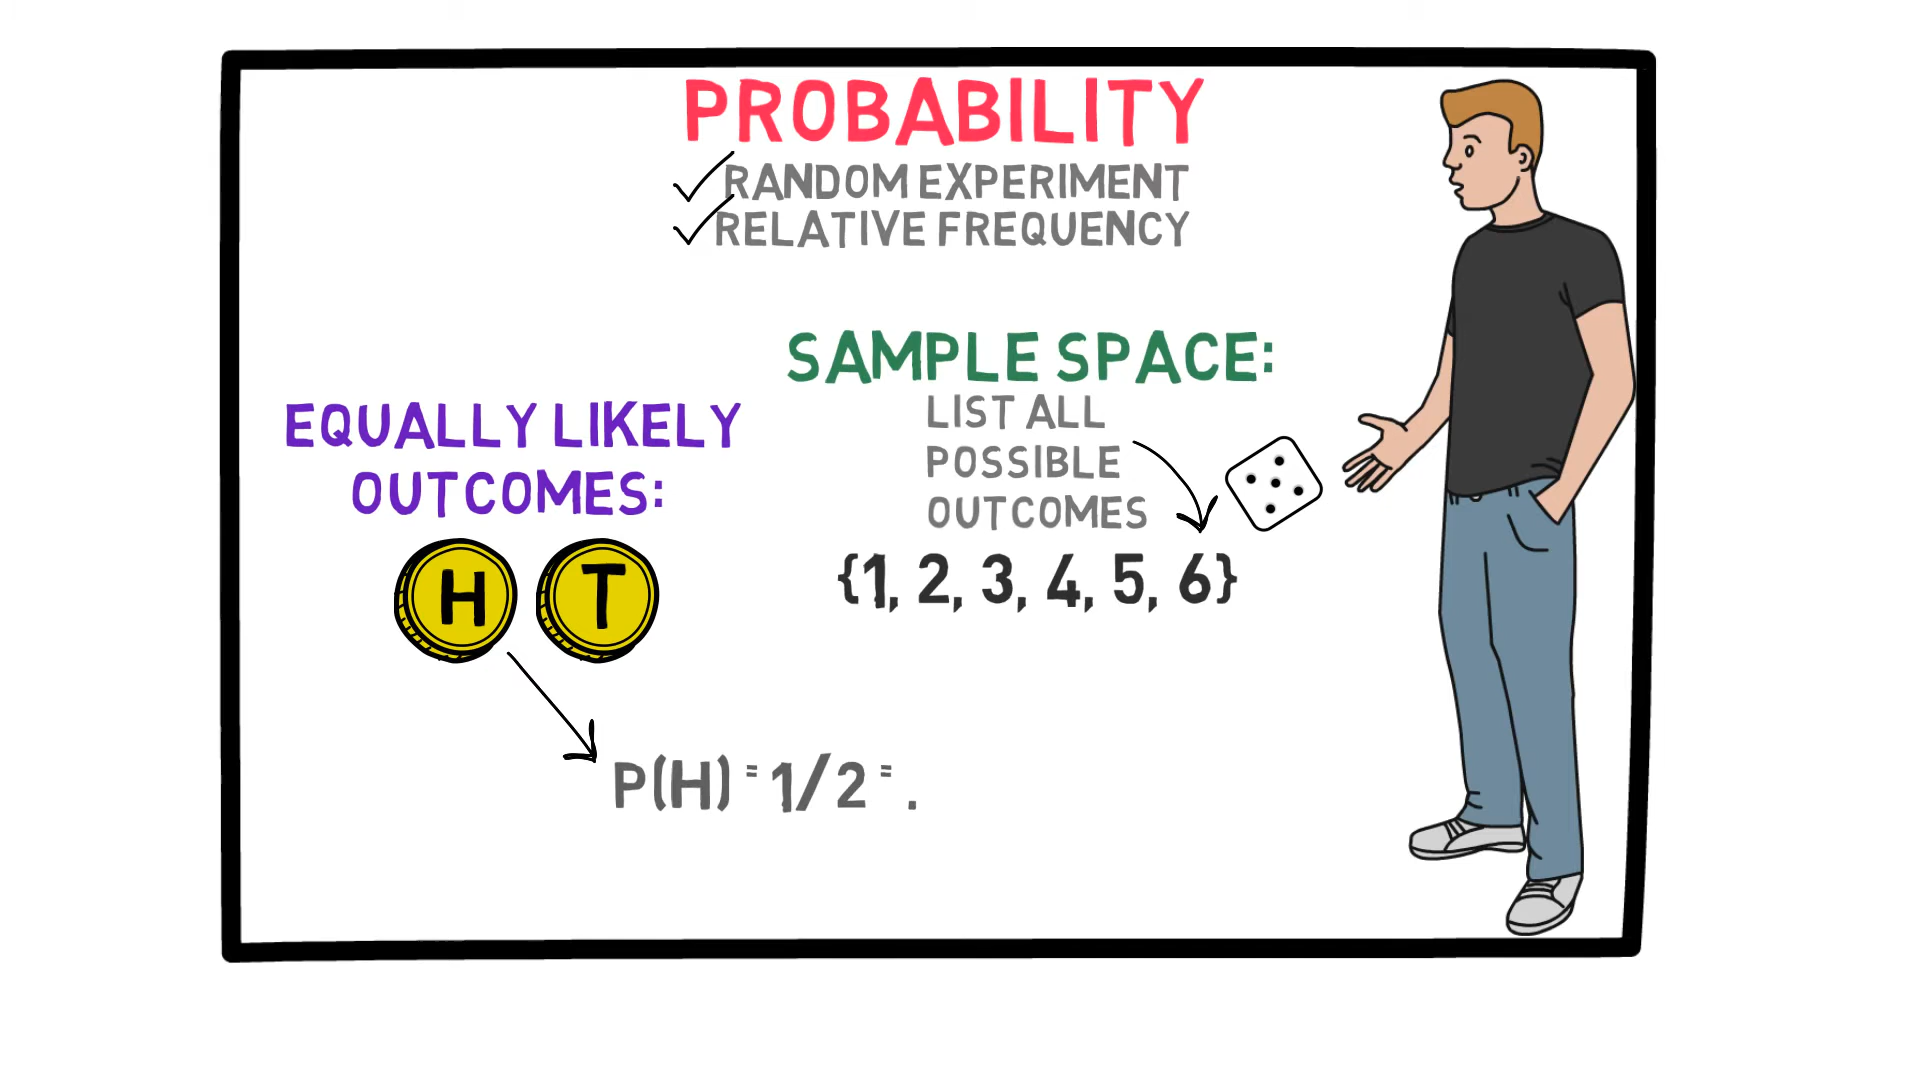 PROBABILITY
RANDOM EXPERIMENT
RELATIVE FREQUENCY
SAMPLE SPACE:
LIST ALL
POSSIBLE
OUTCOMES
{1, 2, 3, 4, 5, 6}
EQUALLY LIKELY
OUTCOMES:
H T
P(H) = 1/2 = .